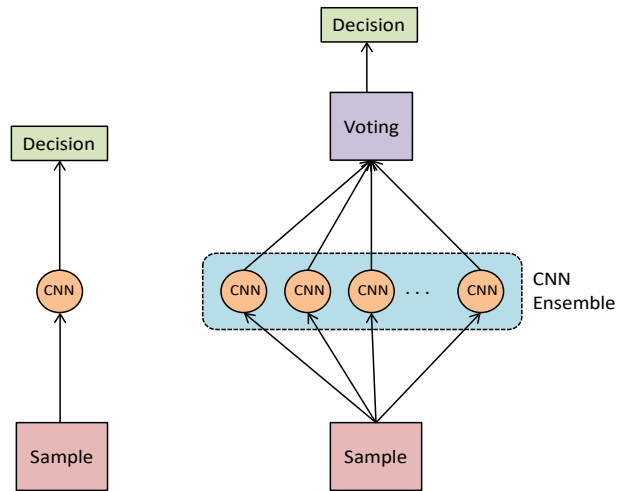 Decision
CNN
Sample
Decision
Voting
CNN CNN CNN . . . CNN
CNN
Ensemble
Sample